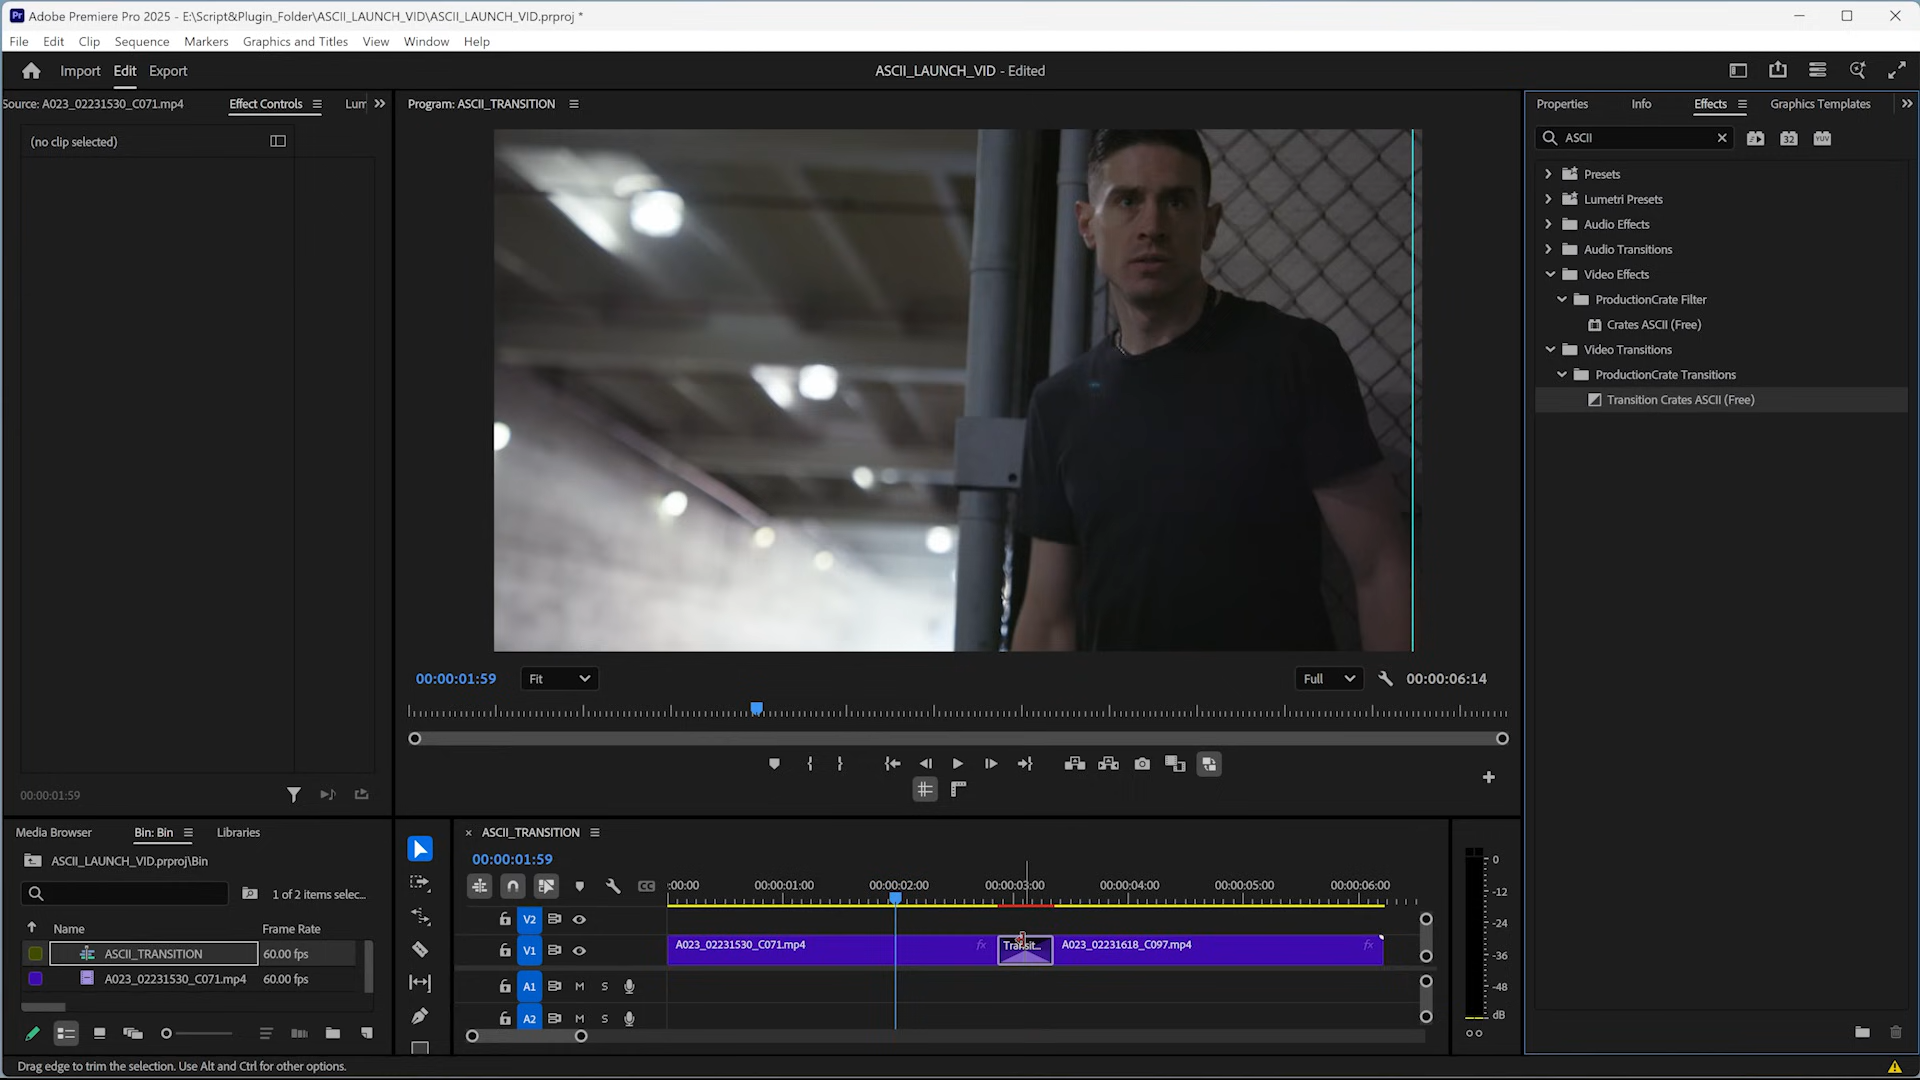 Adobe Premiere Pro 2025 - E:\Script&Plugin_Folder\ASCII_LAUNCH_VID\ASCII_LAUNCH_VID.prproj *
File Edit Clip Sequence Markers Graphics and Titles View Window Help
Import Edit Export
ASCII_LAUNCH_VID - Edited
Source: A023_02231530_C071.mp4 Effect Controls Lum
Program: ASCII_TRANSITION
Properties Info Effects Graphics Templates
(no clip selected)
ASCII
32 YUV
Presets
Lumetri Presets
Audio Effects
Audio Transitions
Video Effects
ProductionCrate Filter
Crates ASCII (Free)
Video Transitions
ProductionCrate Transitions
Transition Crates ASCII (Free)
00:00:01:59 Fit Full 00:00:06:14
00:00:01:59
Media Browser Bin: Bin Libraries
ASCII_LAUNCH_VID.prproj\Bin
1 of 2 items selec...
Name Frame Rate
ASCII_TRANSITION 60.00 fps
A023_02231530_C071.mp4 60.00 fps
ASCII_TRANSITION
00:00:01:59
CC
:00:00 00:00:01:00 00:00:02:00 00:00:03:00 00:00:04:00 00:00:05:00 00:00:06:00
V2
V1 A023_02231530_C071.mp4 fx Transit... A023_02231618_C097.mp4 fx
A1 M S
A2 M S
0
-12
-24
-36
-48
dB
Drag edge to trim the selection. Use Alt and Ctrl for other options.